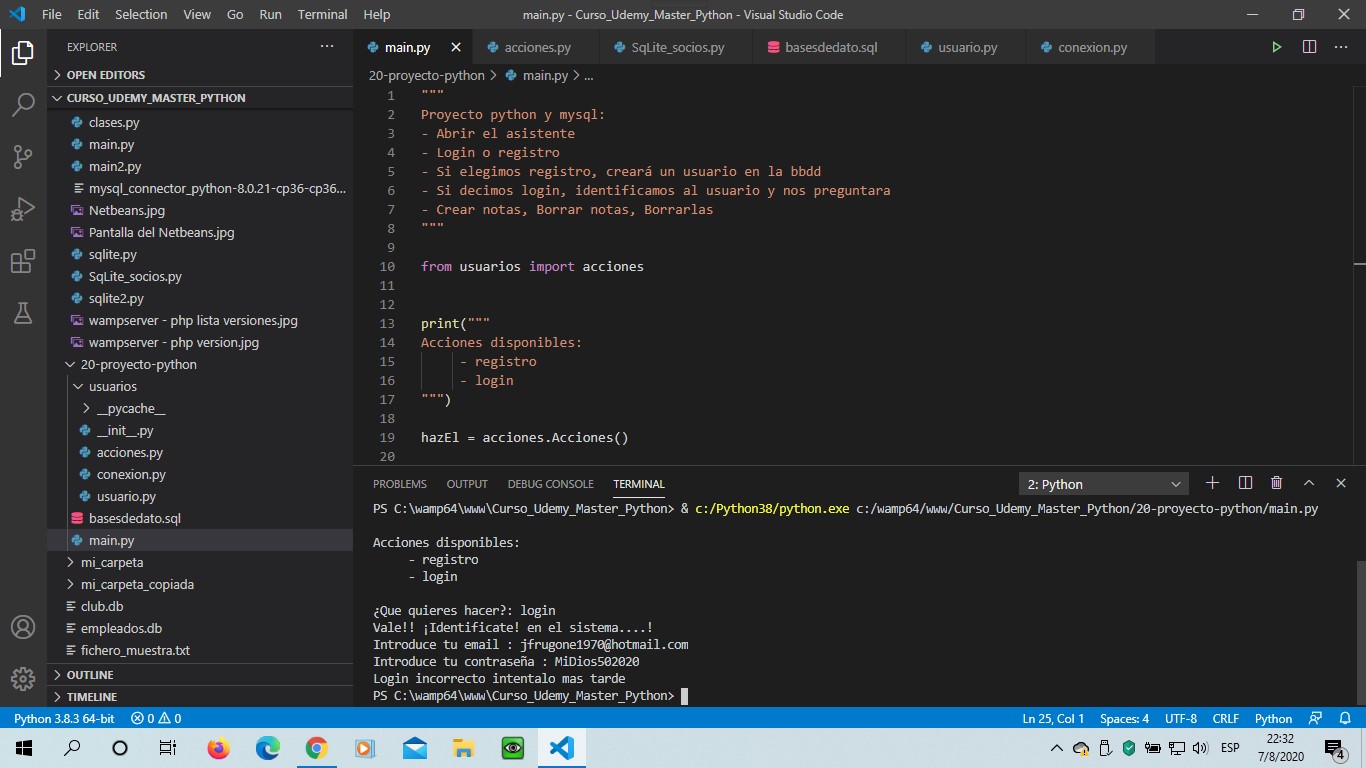 File Edit Selection View Go Run Terminal Help main.py - Curso_Udemy_Master_Python - Visual Studio Code
EXPLORER
OPEN EDITORS
CURSO_UDEMY_MASTER_PYTHON
clases.py
main.py
main2.py
mysql_connector_python-8.0.21-cp36-cp36...
Netbeans.jpg
Pantalla del Netbeans.jpg
sqlite.py
SqLite_socios.py
sqlite2.py
wampserver - php lista versiones.jpg
wampserver - php version.jpg
20-proyecto-python
usuarios
__pycache__
__init__.py
acciones.py
conexion.py
usuario.py
basesdedato.sql
main.py
mi_carpeta
mi_carpeta_copiada
club.db
empleados.db
fichero_muestra.txt
OUTLINE
TIMELINE
main.py acciones.py SqLite_socios.py basesdedato.sql usuario.py conexion.py
20-proyecto-python > main.py > ...
1 """
2 Proyecto python y mysql:
3 - Abrir el asistente
4 - Login o registro
5 - Si elegimos registro, creará un usuario en la bbdd
6 - Si decimos login, identificamos al usuario y nos preguntara
7 - Crear notas, Borrar notas, Borrarlas
8 """
9
10 from usuarios import acciones
11
12
13 print("""
14 Acciones disponibles:
15 - registro
16 - login
17 """)
18
19 hazEl = acciones.Acciones()
20
PROBLEMS OUTPUT DEBUG CONSOLE TERMINAL 2: Python
PS C:\wamp64\www\Curso_Udemy_Master_Python> & c:/Python38/python.exe c:/wamp64/www/Curso_Udemy_Master_Python/20-proyecto-python/main.py
Acciones disponibles:
- registro
- login
¿Que quieres hacer?: login
Vale!! ¡Identificate! en el sistema....!
Introduce tu email : jfrugone1970@hotmail.com
Introduce tu contraseña : MiDios502020
Login incorrecto intentalo mas tarde
PS C:\wamp64\www\Curso_Udemy_Master_Python>
Python 3.8.3 64-bit 0 0 Ln 25, Col 1 Spaces: 4 UTF-8 CRLF Python
ESP
22:32
7/8/2020
4